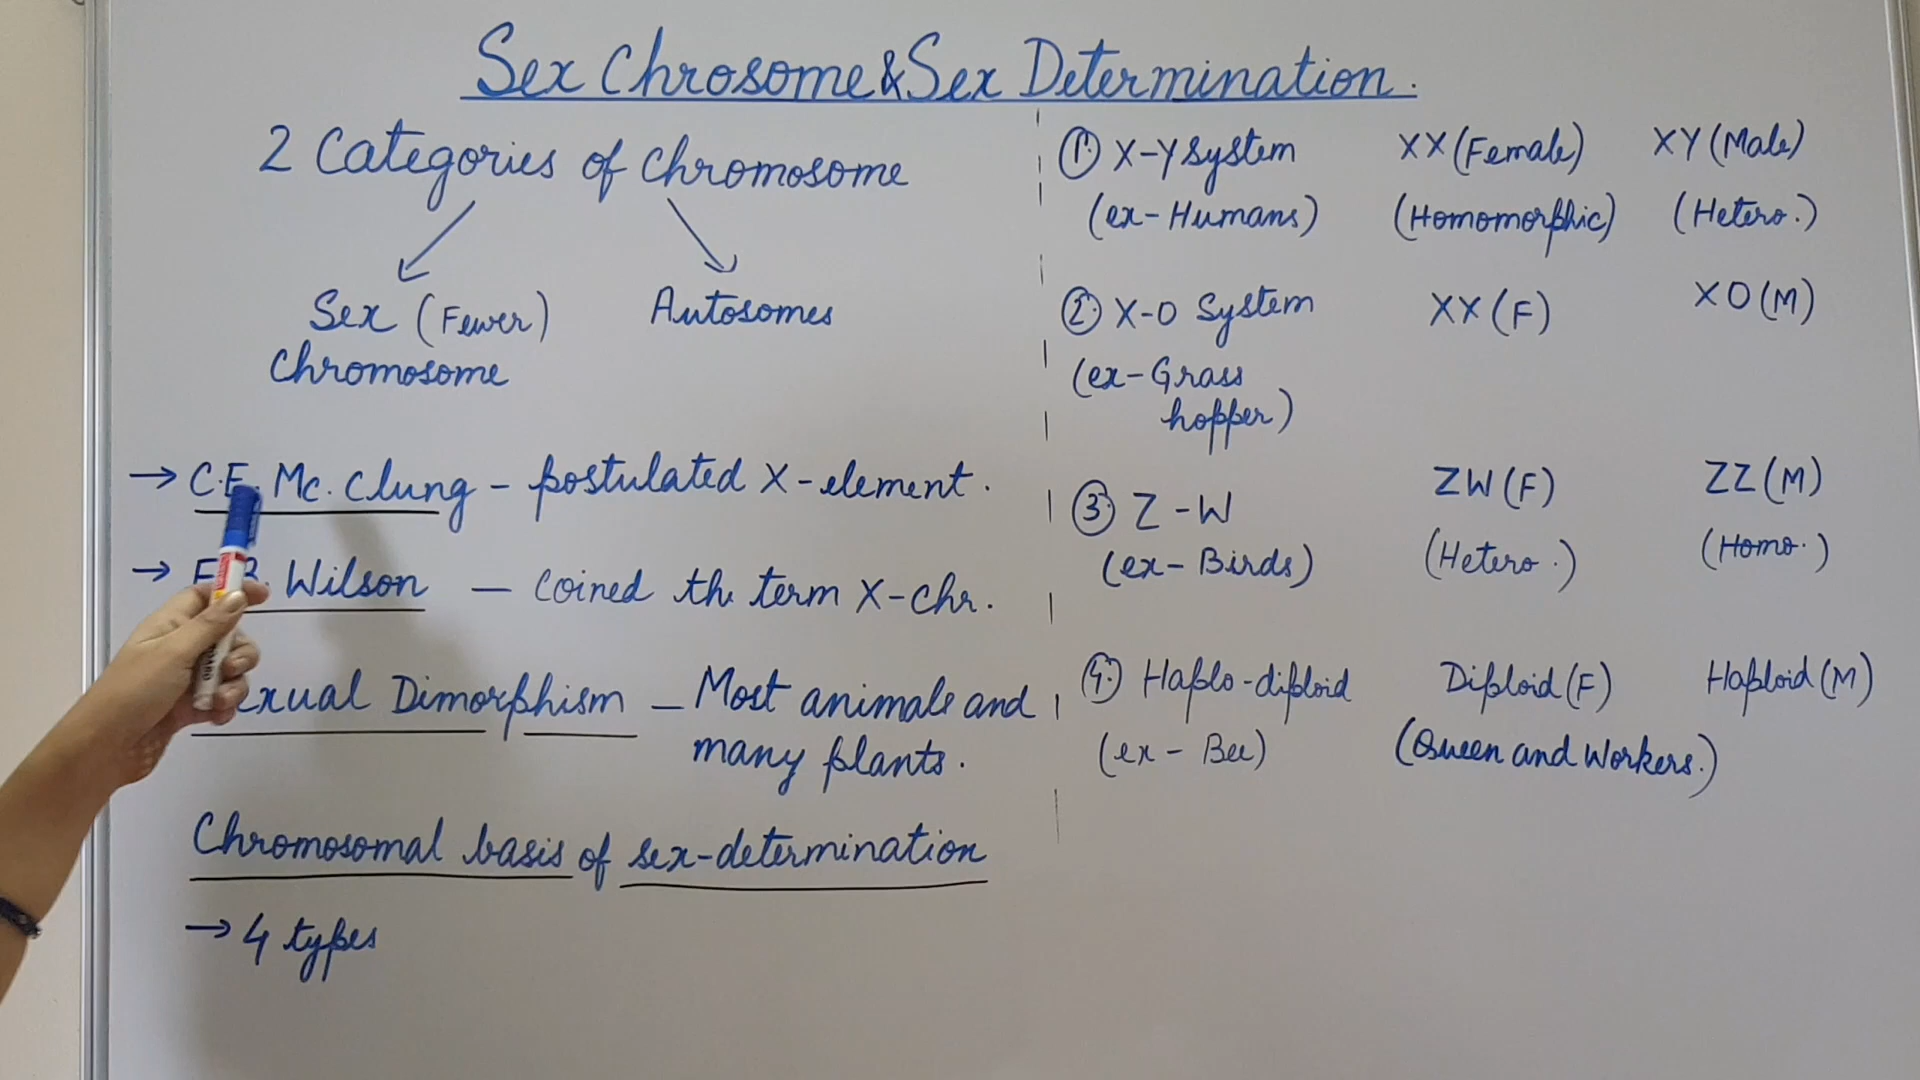 Sex Chrosome & Sex Determination.
2 Categories of Chromosome
Sex (Fewer)
Chromosome
Autosomes
→ C.E. Mc. Clung - postulated X-element.
→ E.B. Wilson - Coined the term X-chr.
Dimorphism - Most animals and
many plants.
Chromosomal basis of sex-determination
→ 4 types
① X-Y System XX (Female) XY (Male)
(ex- Humans) (Homomorphic) (Hetero.)
② X-O System XX (F) XO (M)
(ex- Grass
hopper)
③ Z-W ZW (F) ZZ (M)
(ex- Birds) (Hetero.) (Homo.)
④ Haplo-diploid Diploid (F) Haploid (M)
(ex- Bee) (Queen and Workers.)